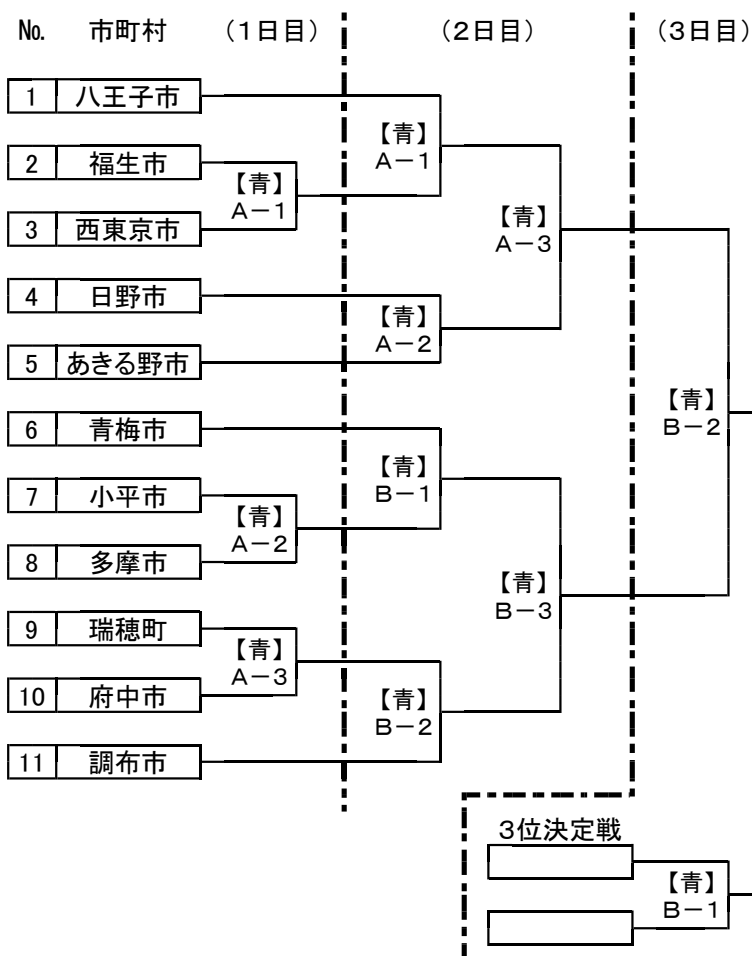 № 市町村 （１日目） （２日目） （３日目）
1 八王子市
2 福生市
3 西東京市
4 日野市
5 あきる野市
6 青梅市
7 小平市
8 多摩市
9 瑞穂町
10 府中市
11 調布市
【青】
Ａ－１
【青】
Ａ－２
【青】
Ａ－３
【青】
Ａ－１
【青】
Ａ－２
【青】
Ｂ－１
【青】
Ｂ－２
【青】
Ａ－３
【青】
Ｂ－３
【青】
Ｂ－２
３位決定戦
【青】
Ｂ－１